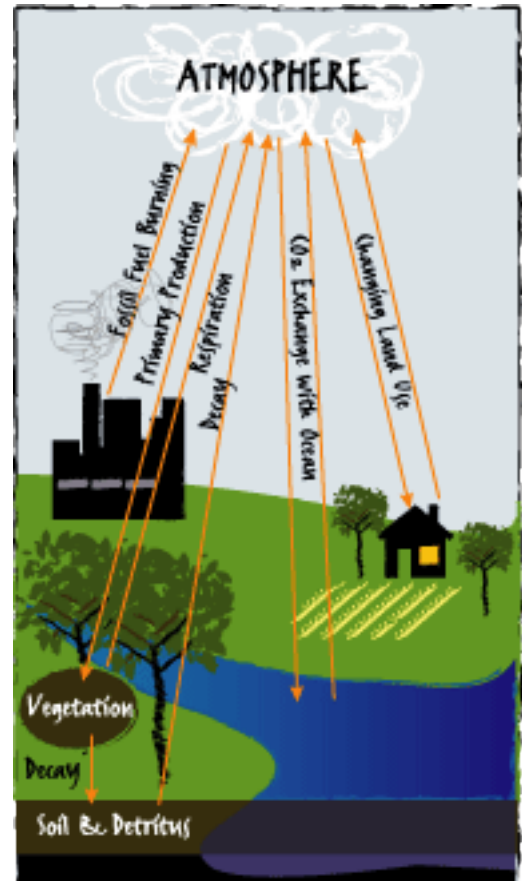 ATMOSPHERE
Fossil Fuel Burning
Primary Production
Respiration
Decay
CO₂ Exchange with Ocean
Changing Land Use
Vegetation
Decay
Soil & Detritus